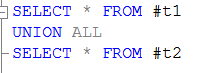 SELECT * FROM #t1
UNION ALL
SELECT * FROM #t2